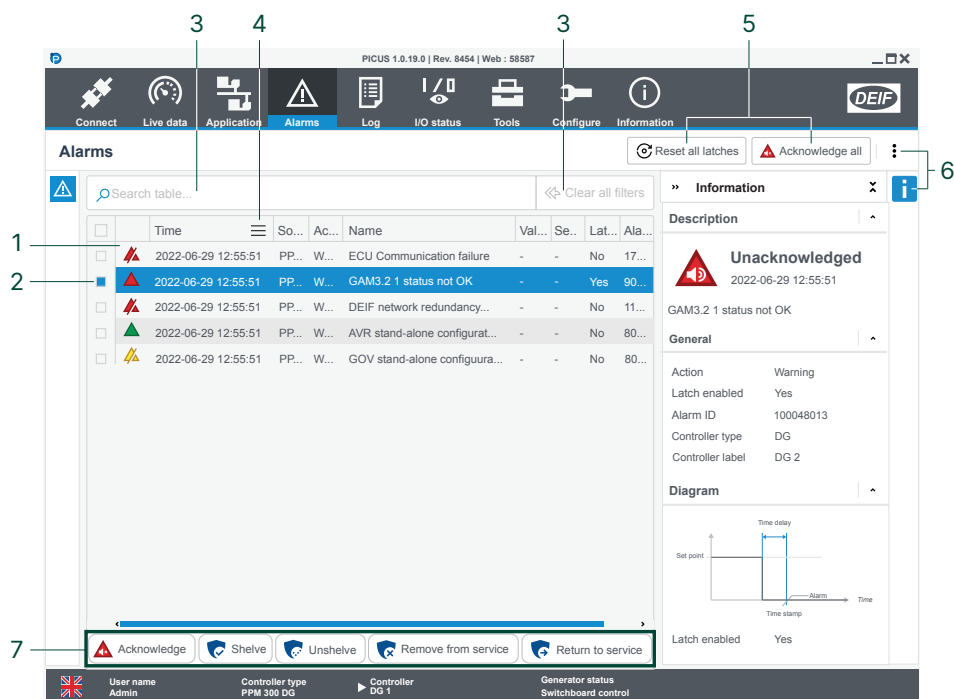 3 4 3 5
PICUS 1.0.19.0 | Rev. 8454 | Web : 58587
Connect Live data Application Alarms Log I/O status Tools Configure Information
DEIF
Alarms Reset all latches Acknowledge all
6
Search table... Clear all filters
Information
Time So... Ac... Name Val... Se.. Lat... Ala...
1
2022-06-29 12:55:51 PP... W... ECU Communication failure - - No 17...
2
2022-06-29 12:55:51 PP... W... GAM3.2 1 status not OK - - Yes 90...
2022-06-29 12:55:51 PP... W... DEIF network redundancy... - - No 11...
2022-06-29 12:55:51 PP... W... AVR stand-alone configurat... - - No 80...
2022-06-29 12:55:51 PP... W... GOV stand-alone configuura... - - No 80...
Description
Unacknowledged
2022-06-29 12:55:51
GAM3.2 1 status not OK
General
Action Warning
Latch enabled Yes
Alarm ID 100048013
Controller type DG
Controller label DG 2
Diagram
Time delay
Set point
Alarm
Time
Time stamp
Latch enabled Yes
7
Acknowledge Shelve Unshelve Remove from service Return to service
User name Controller type Controller Generator status
Admin PPM 300 DG DG 1 Switchboard control